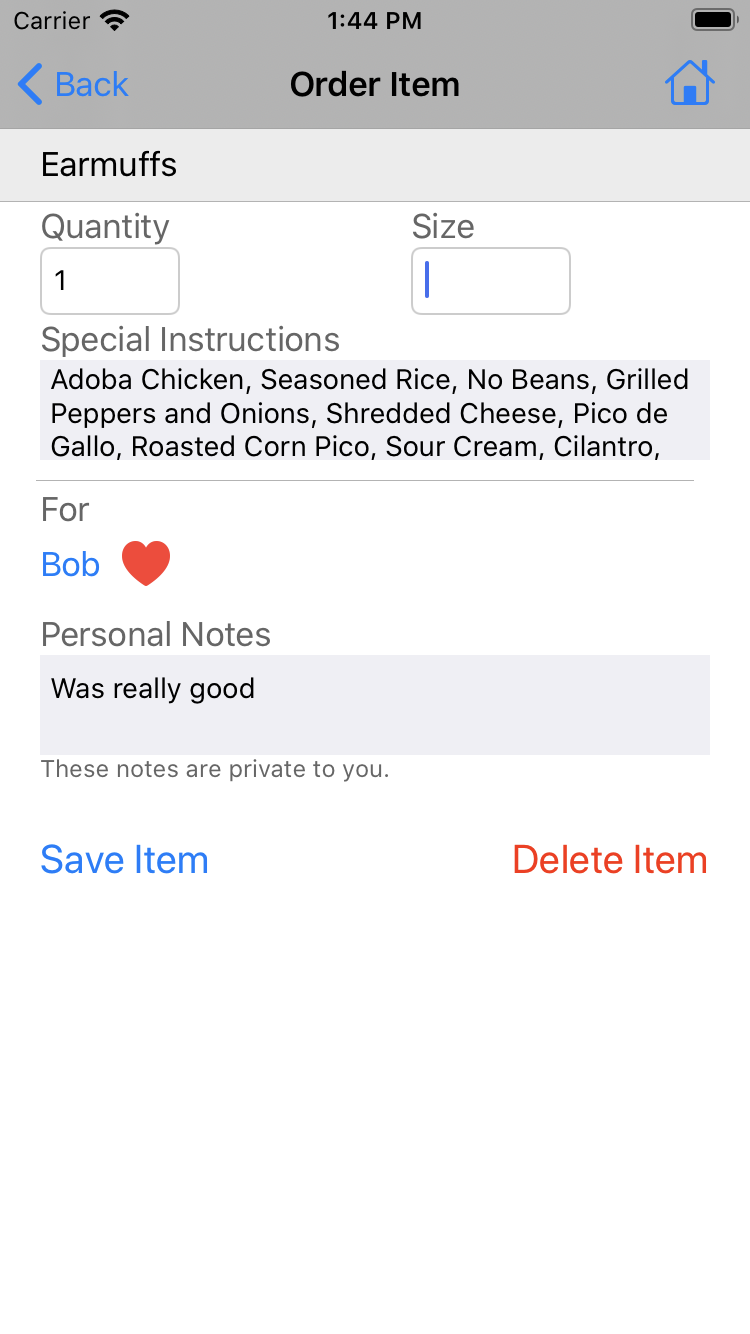 Carrier 1:44 PM
Back Order Item
Earmuffs
Quantity Size
1
Special Instructions
Adoba Chicken, Seasoned Rice, No Beans, Grilled
Peppers and Onions, Shredded Cheese, Pico de
Gallo, Roasted Corn Pico, Sour Cream, Cilantro,
For
Bob
Personal Notes
Was really good
These notes are private to you.
Save Item Delete Item